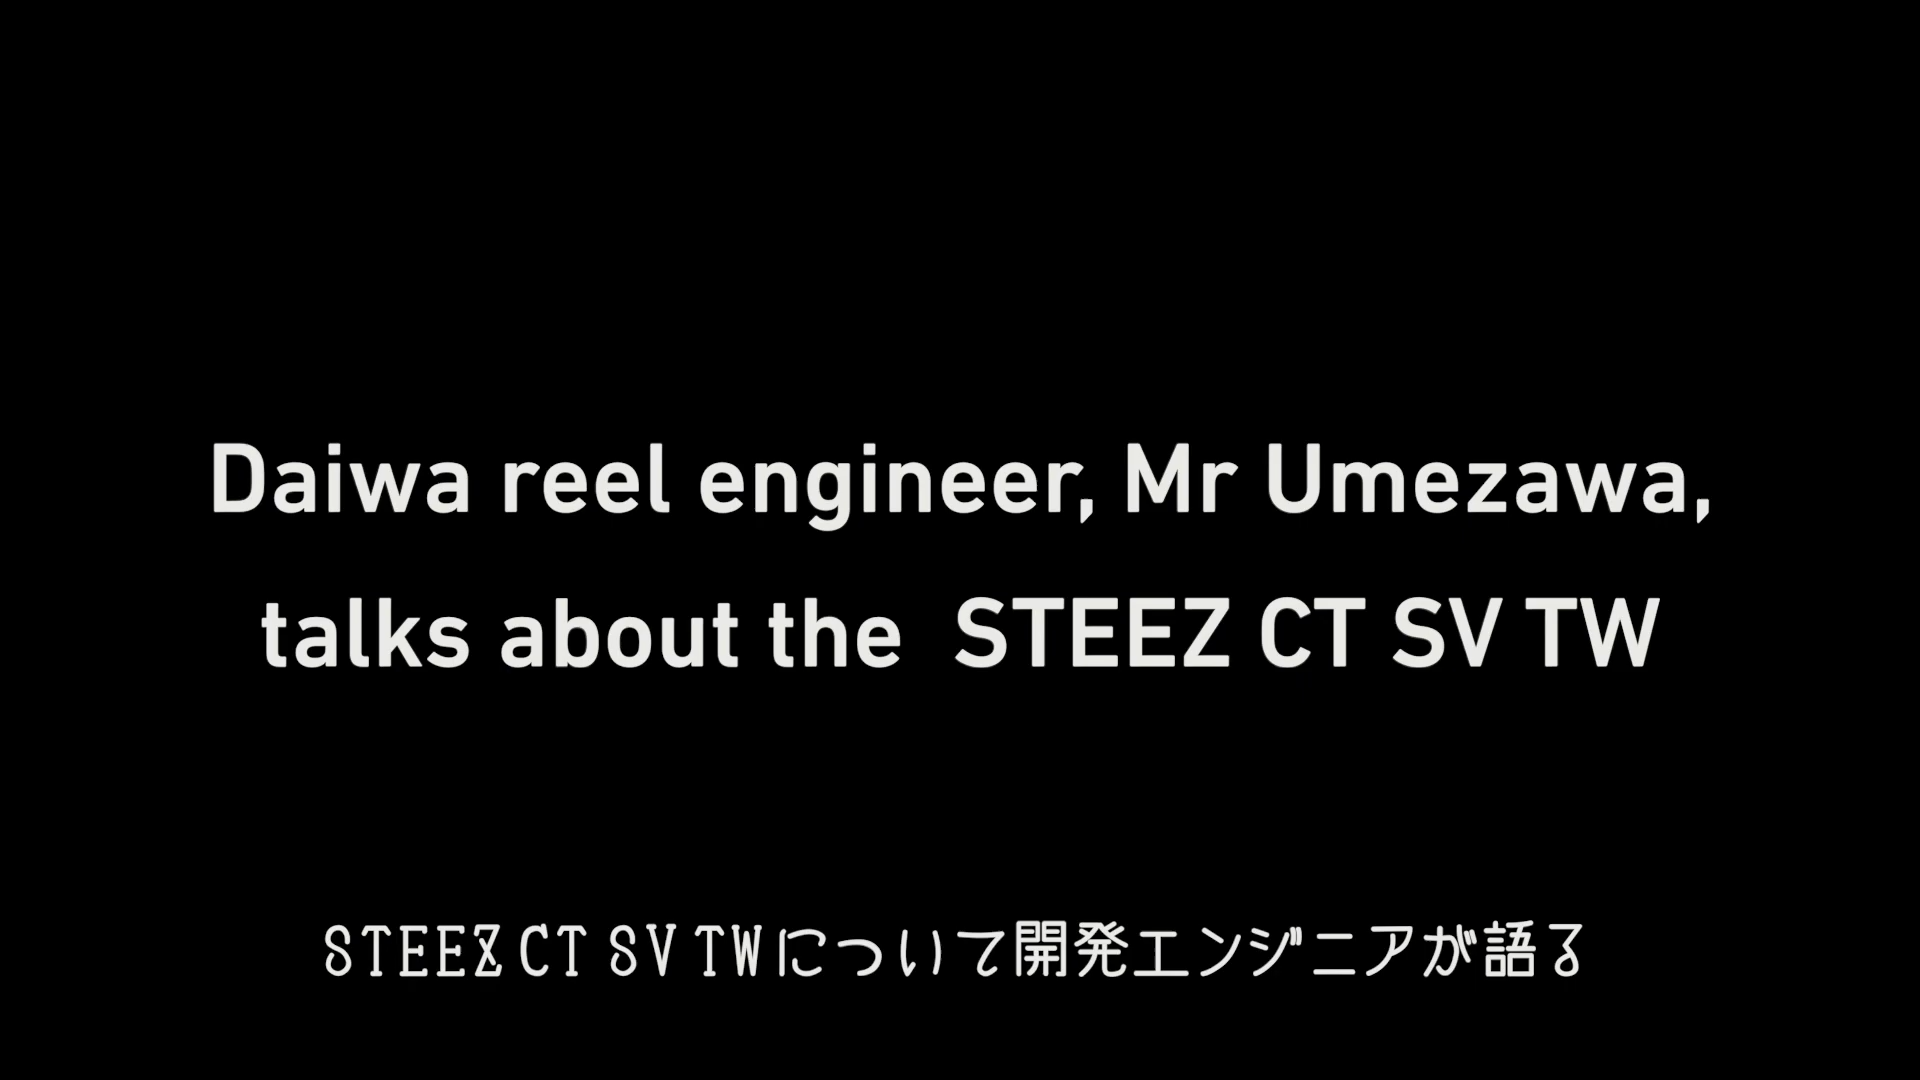 Daiwa reel engineer, Mr Umezawa,
talks about the STEEZ CT SV TW
STEEZ CT SV TWについて開発エンジニアが語る